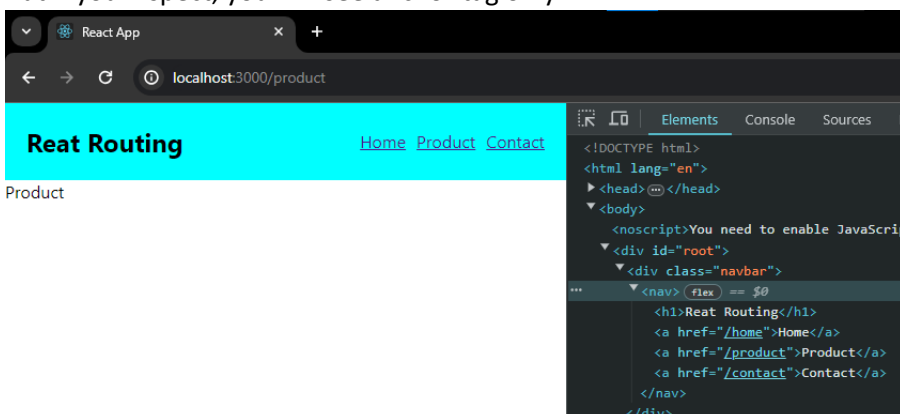 React App
localhost:3000/product
Reat Routing
Home Product Contact
Product
Elements Console Sources
<!DOCTYPE html>
<html lang="en">
<head> </head>
<body>
<noscript>You need to enable JavaScri
<div id="root">
<div class="navbar">
<nav> flex == $0
<h1>Reat Routing</h1>
<a href="/home">Home</a>
<a href="/product">Product</a>
<a href="/contact">Contact</a>
</nav>
</div>